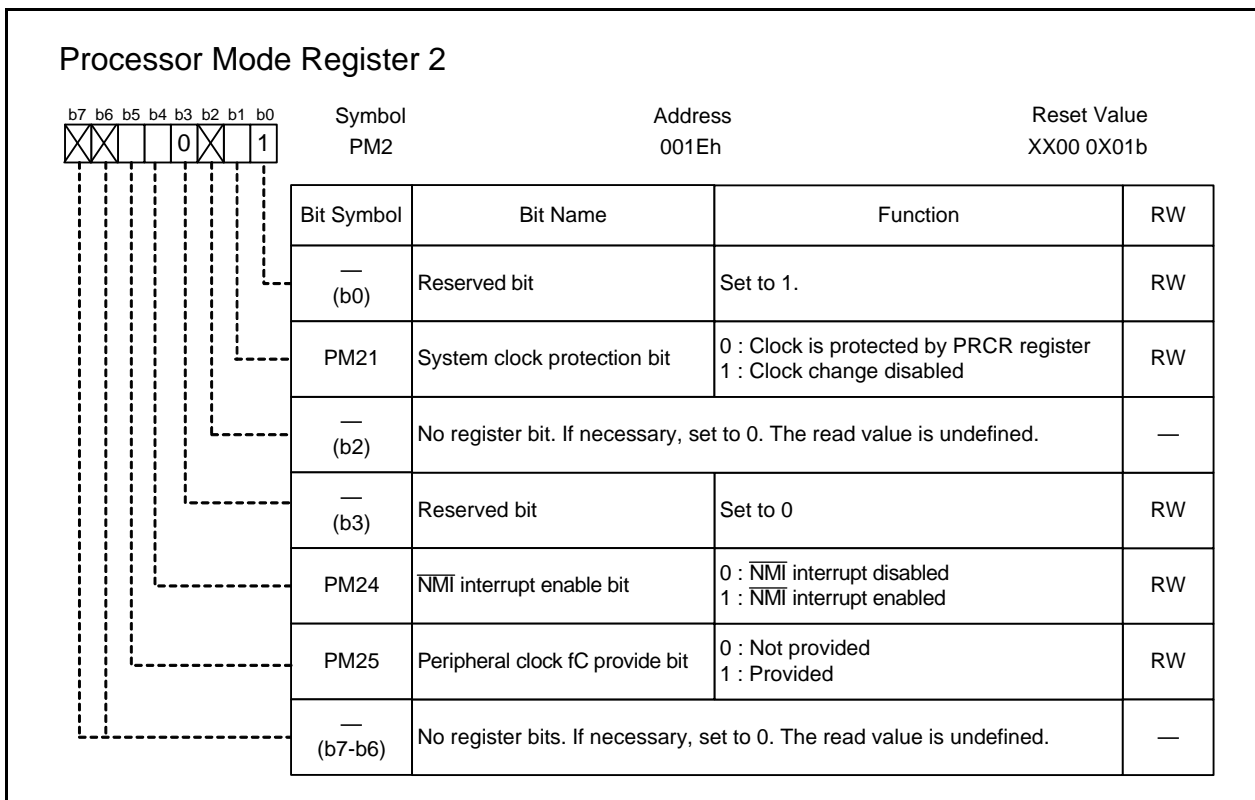 Processor Mode Register 2
b7 b6 b5 b4 b3 b2 b1 b0
0 1
Symbol Address Reset Value
PM2 001Eh XX00 0X01b
Bit Symbol Bit Name Function RW
— (b0) Reserved bit Set to 1. RW
PM21 System clock protection bit 0 : Clock is protected by PRCR register
1 : Clock change disabled RW
— (b2) No register bit. If necessary, set to 0. The read value is undefined. —
— (b3) Reserved bit Set to 0 RW
PM24 N̅M̅I̅ interrupt enable bit 0 : N̅M̅I̅ interrupt disabled
1 : N̅M̅I̅ interrupt enabled RW
PM25 Peripheral clock fC provide bit 0 : Not provided
1 : Provided RW
— (b7-b6) No register bits. If necessary, set to 0. The read value is undefined. —